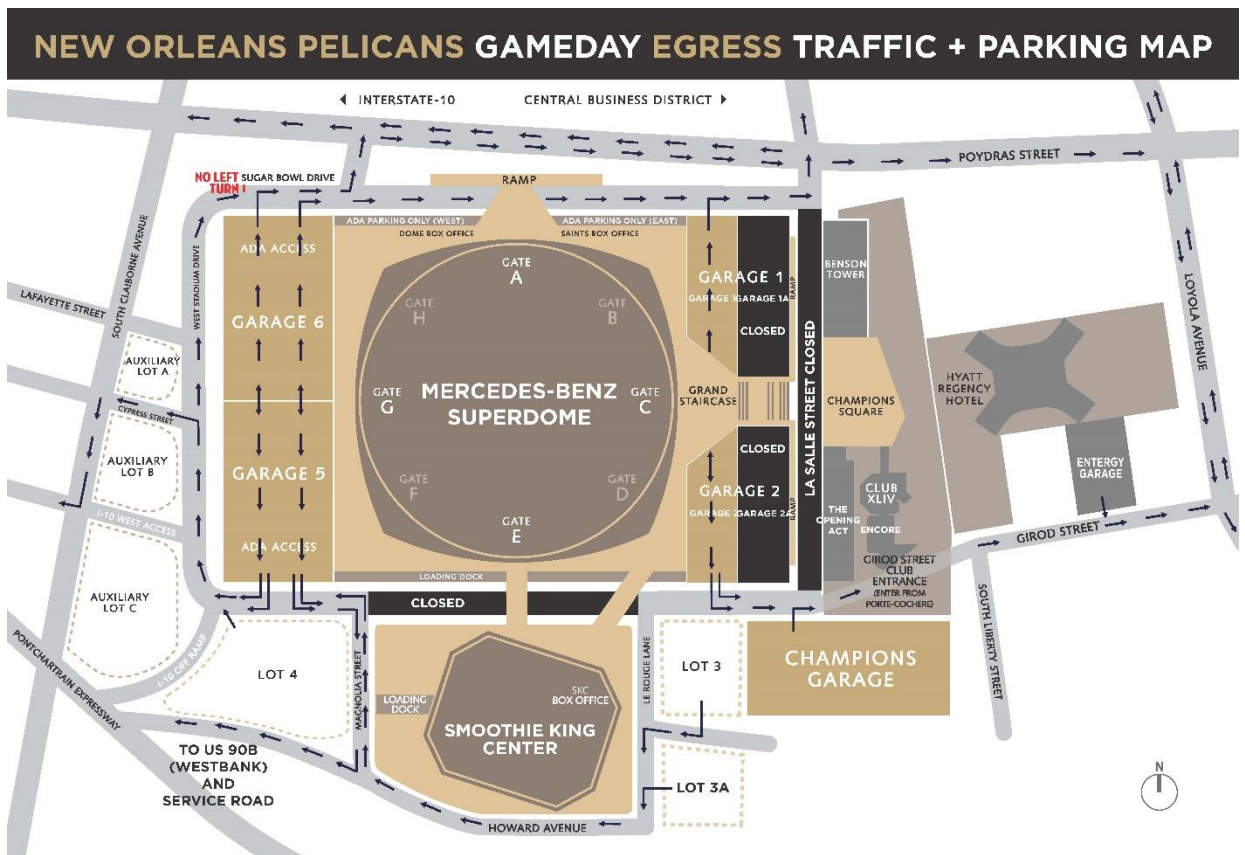 NEW ORLEANS PELICANS GAMEDAY EGRESS TRAFFIC + PARKING MAP
INTERSTATE-10
CENTRAL BUSINESS DISTRICT
POYDRAS STREET
NO LEFT
TURN !
SUGAR BOWL DRIVE
RAMP
ADA PARKING ONLY (WEST)
ADA PARKING ONLY (EAST)
DOME BOX OFFICE
SAINTS BOX OFFICE
SOUTH CLAIBORNE AVENUE
WEST STADIUM DRIVE
LAFAYETTE STREET
CYPRESS STREET
I-10 WEST ACCESS
AUXILIARY
LOT A
AUXILIARY
LOT B
AUXILIARY
LOT C
ADA ACCESS
GARAGE 6
GARAGE 5
ADA ACCESS
GATE
A
GATE
B
GATE
C
GATE
D
GATE
E
GATE
F
GATE
G
GATE
H
MERCEDES-BENZ
SUPERDOME
GARAGE 1
GARAGE 1
GARAGE 1A
CLOSED
RAMP
GRAND
STAIRCASE
CLOSED
GARAGE 2
GARAGE 2
GARAGE 2A
RAMP
LA SALLE STREET CLOSED
BENSON
TOWER
CHAMPIONS
SQUARE
HYATT
REGENCY
HOTEL
LOYOLA AVENUE
ENTERGY
GARAGE
CLUB
XLIV
ENCORE
THE
OPENING
ACT
GIROD STREET
CLUB
ENTRANCE
(ENTER FROM
PORTE-COCHERE)
GIROD STREET
SOUTH LIBERTY STREET
LOADING DOCK
CLOSED
PONTCHARTRAIN EXPRESSWAY
I-10 OFF RAMP
LOT 4
MAGNOLIA STREET
LOADING
DOCK
SKC
BOX OFFICE
SMOOTHIE KING
CENTER
LE ROUGE LANE
LOT 3
LOT 3A
CHAMPIONS
GARAGE
TO US 90B
(WESTBANK)
AND
SERVICE ROAD
HOWARD AVENUE
N